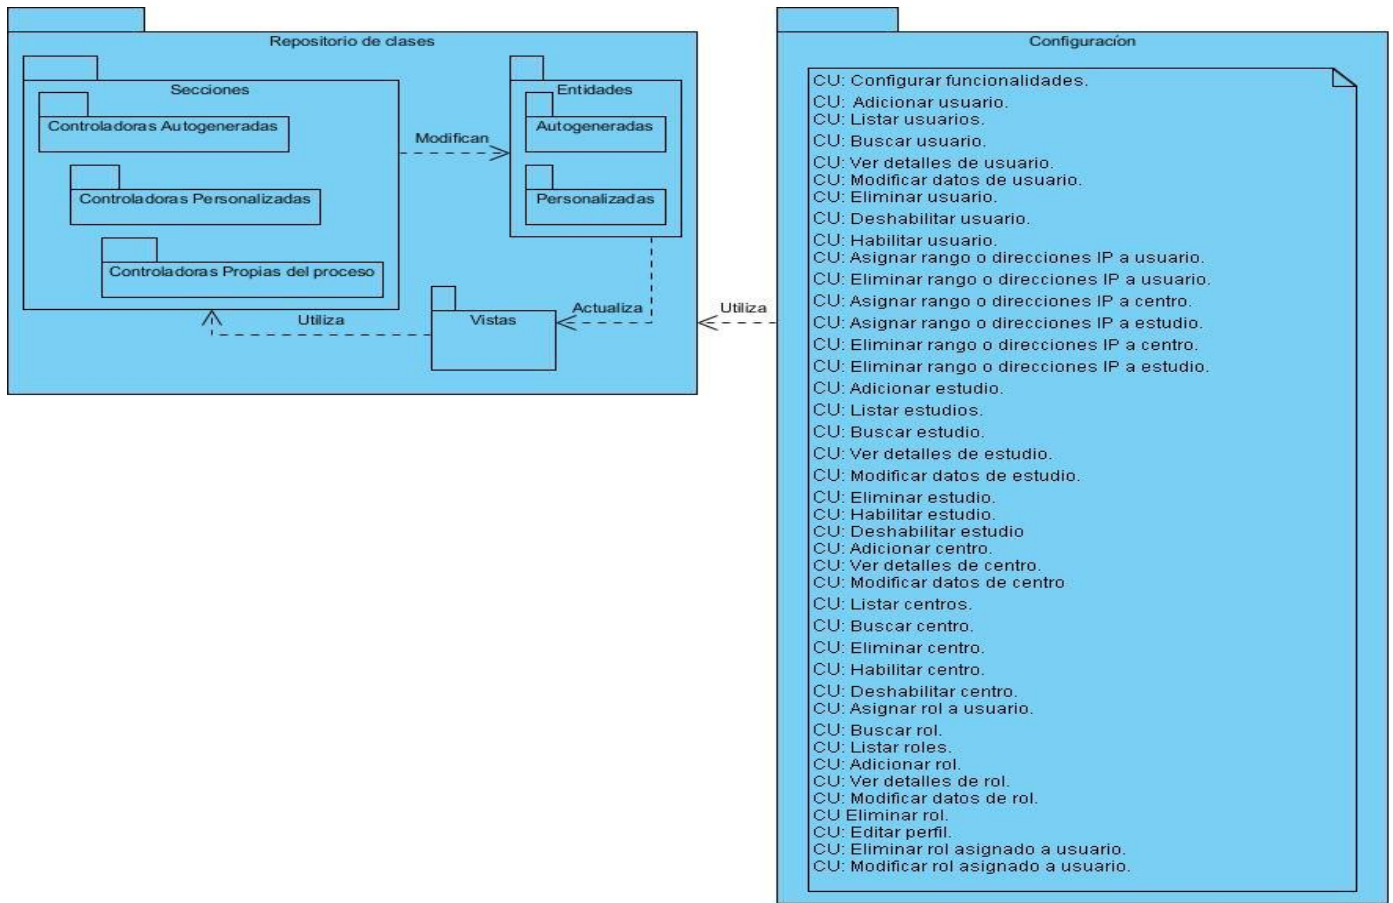 Repositorio de clases
Secciones
Controladoras Autogeneradas
Controladoras Personalizadas
Controladoras Propias del proceso
Modifican
Entidades
Autogeneradas
Personalizadas
Utiliza
Vistas
Actualiza
Utiliza
Configuracíon
CU: Configurar funcionalidades.
CU: Adicionar usuario.
CU: Listar usuarios.
CU: Buscar usuario.
CU: Ver detalles de usuario.
CU: Modificar datos de usuario.
CU: Eliminar usuario.
CU: Deshabilitar usuario.
CU: Habilitar usuario.
CU: Asignar rango o direcciones IP a usuario.
CU: Eliminar rango o direcciones IP a usuario.
CU: Asignar rango o direcciones IP a centro.
CU: Asignar rango o direcciones IP a estudio.
CU: Eliminar rango o direcciones IP a centro.
CU: Eliminar rango o direcciones IP a estudio.
CU: Adicionar estudio.
CU: Listar estudios.
CU: Buscar estudio.
CU: Ver detalles de estudio.
CU: Modificar datos de estudio.
CU: Eliminar estudio.
CU: Habilitar estudio.
CU: Deshabilitar estudio
CU: Adicionar centro.
CU: Ver detalles de centro.
CU: Modificar datos de centro
CU: Listar centros.
CU: Buscar centro.
CU: Eliminar centro.
CU: Habilitar centro.
CU: Deshabilitar centro.
CU: Asignar rol a usuario.
CU: Buscar rol.
CU: Listar roles.
CU: Adicionar rol.
CU: Ver detalles de rol.
CU: Modificar datos de rol.
CU Eliminar rol.
CU: Editar perfil.
CU: Eliminar rol asignado a usuario.
CU: Modificar rol asignado a usuario.